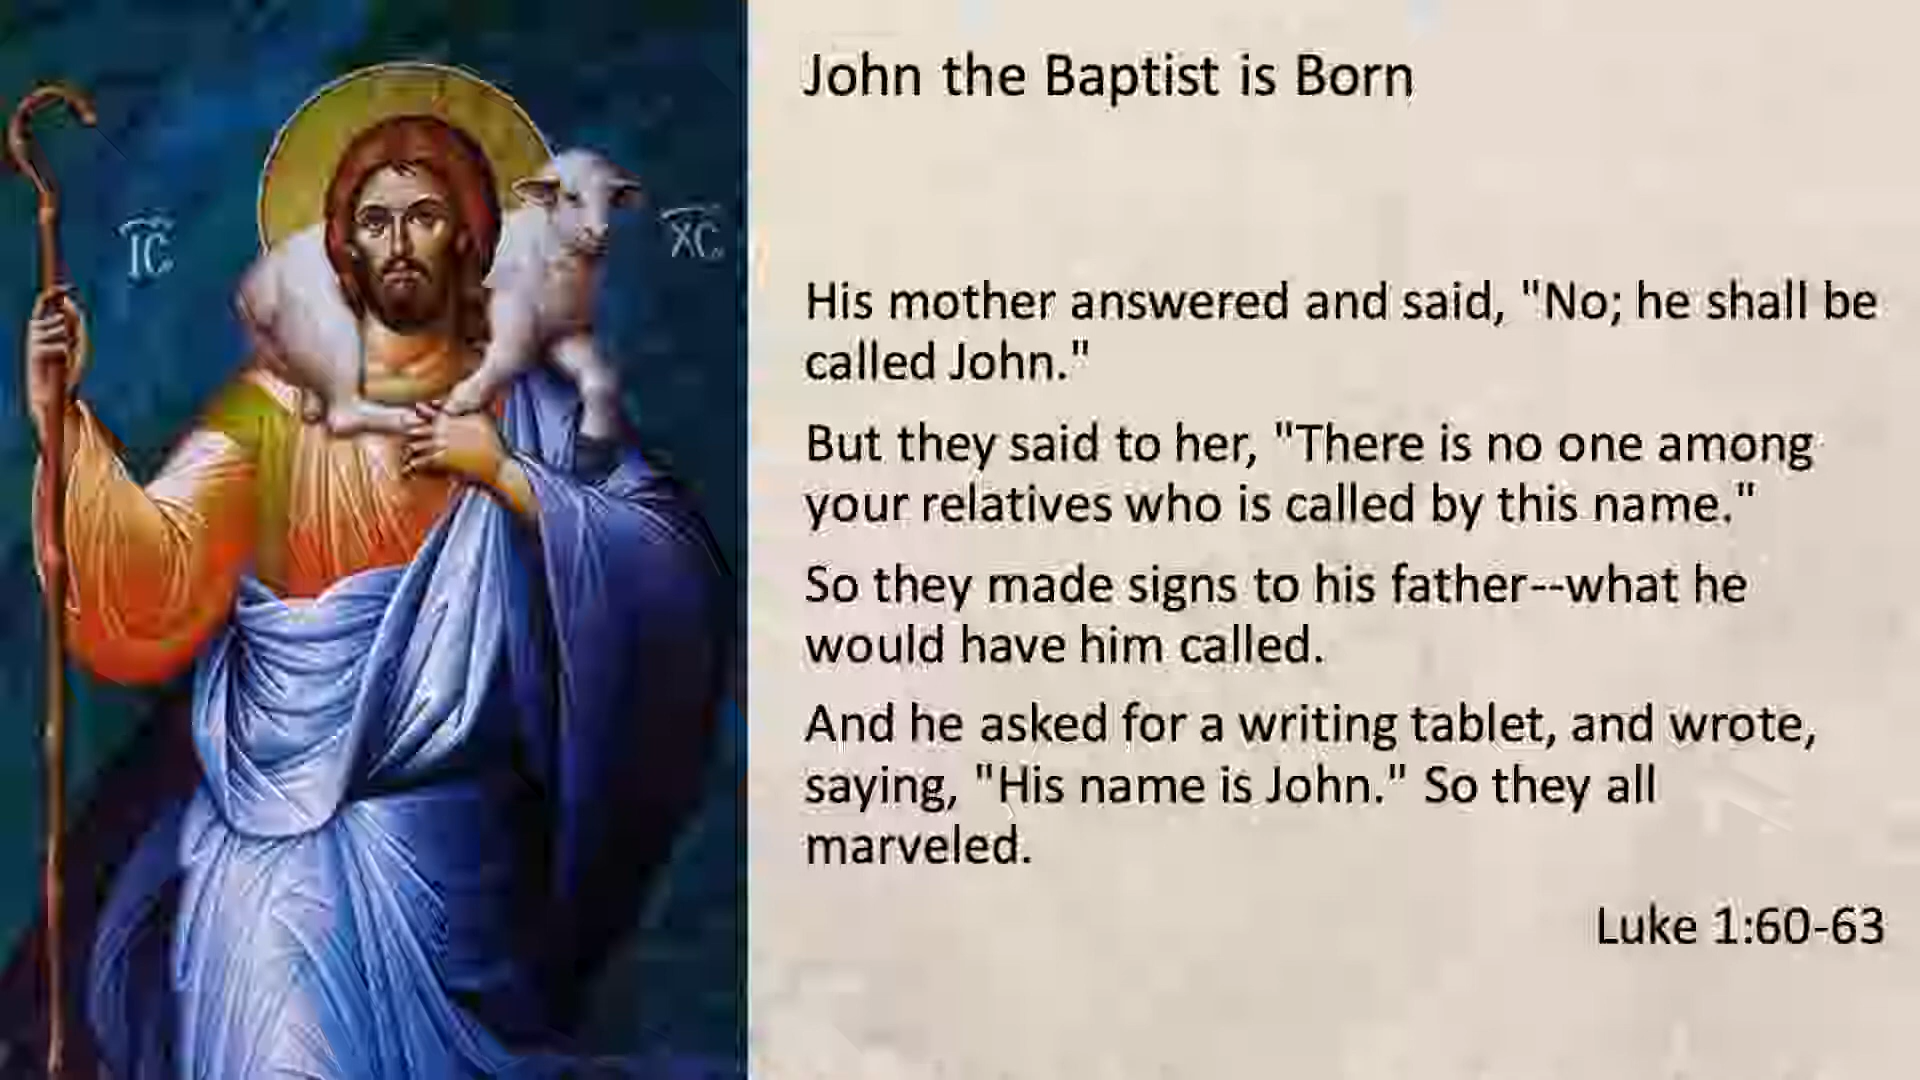 John the Baptist is Born
ΙϹ
ΧϹ
His mother answered and said, "No; he shall be
called John."
But they said to her, "There is no one among
your relatives who is called by this name."
So they made signs to his father--what he
would have him called.
And he asked for a writing tablet, and wrote,
saying, "His name is John." So they all
marveled.
Luke 1:60-63